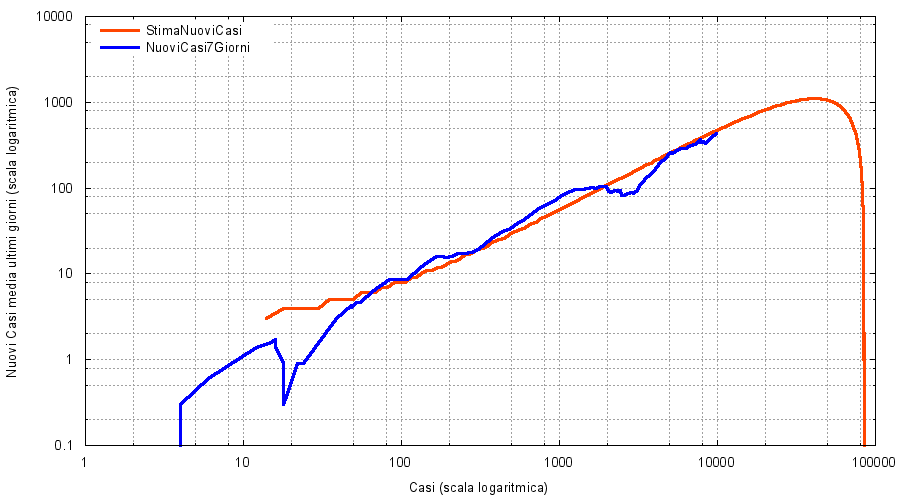 10000
StimaNuoviCasi
NuoviCasi7Giorni
1000
100
10
1
0.1
Nuovi Casi media ultimi giorni (scala logaritmica)
1 10 100 1000 10000 100000
Casi (scala logaritmica)